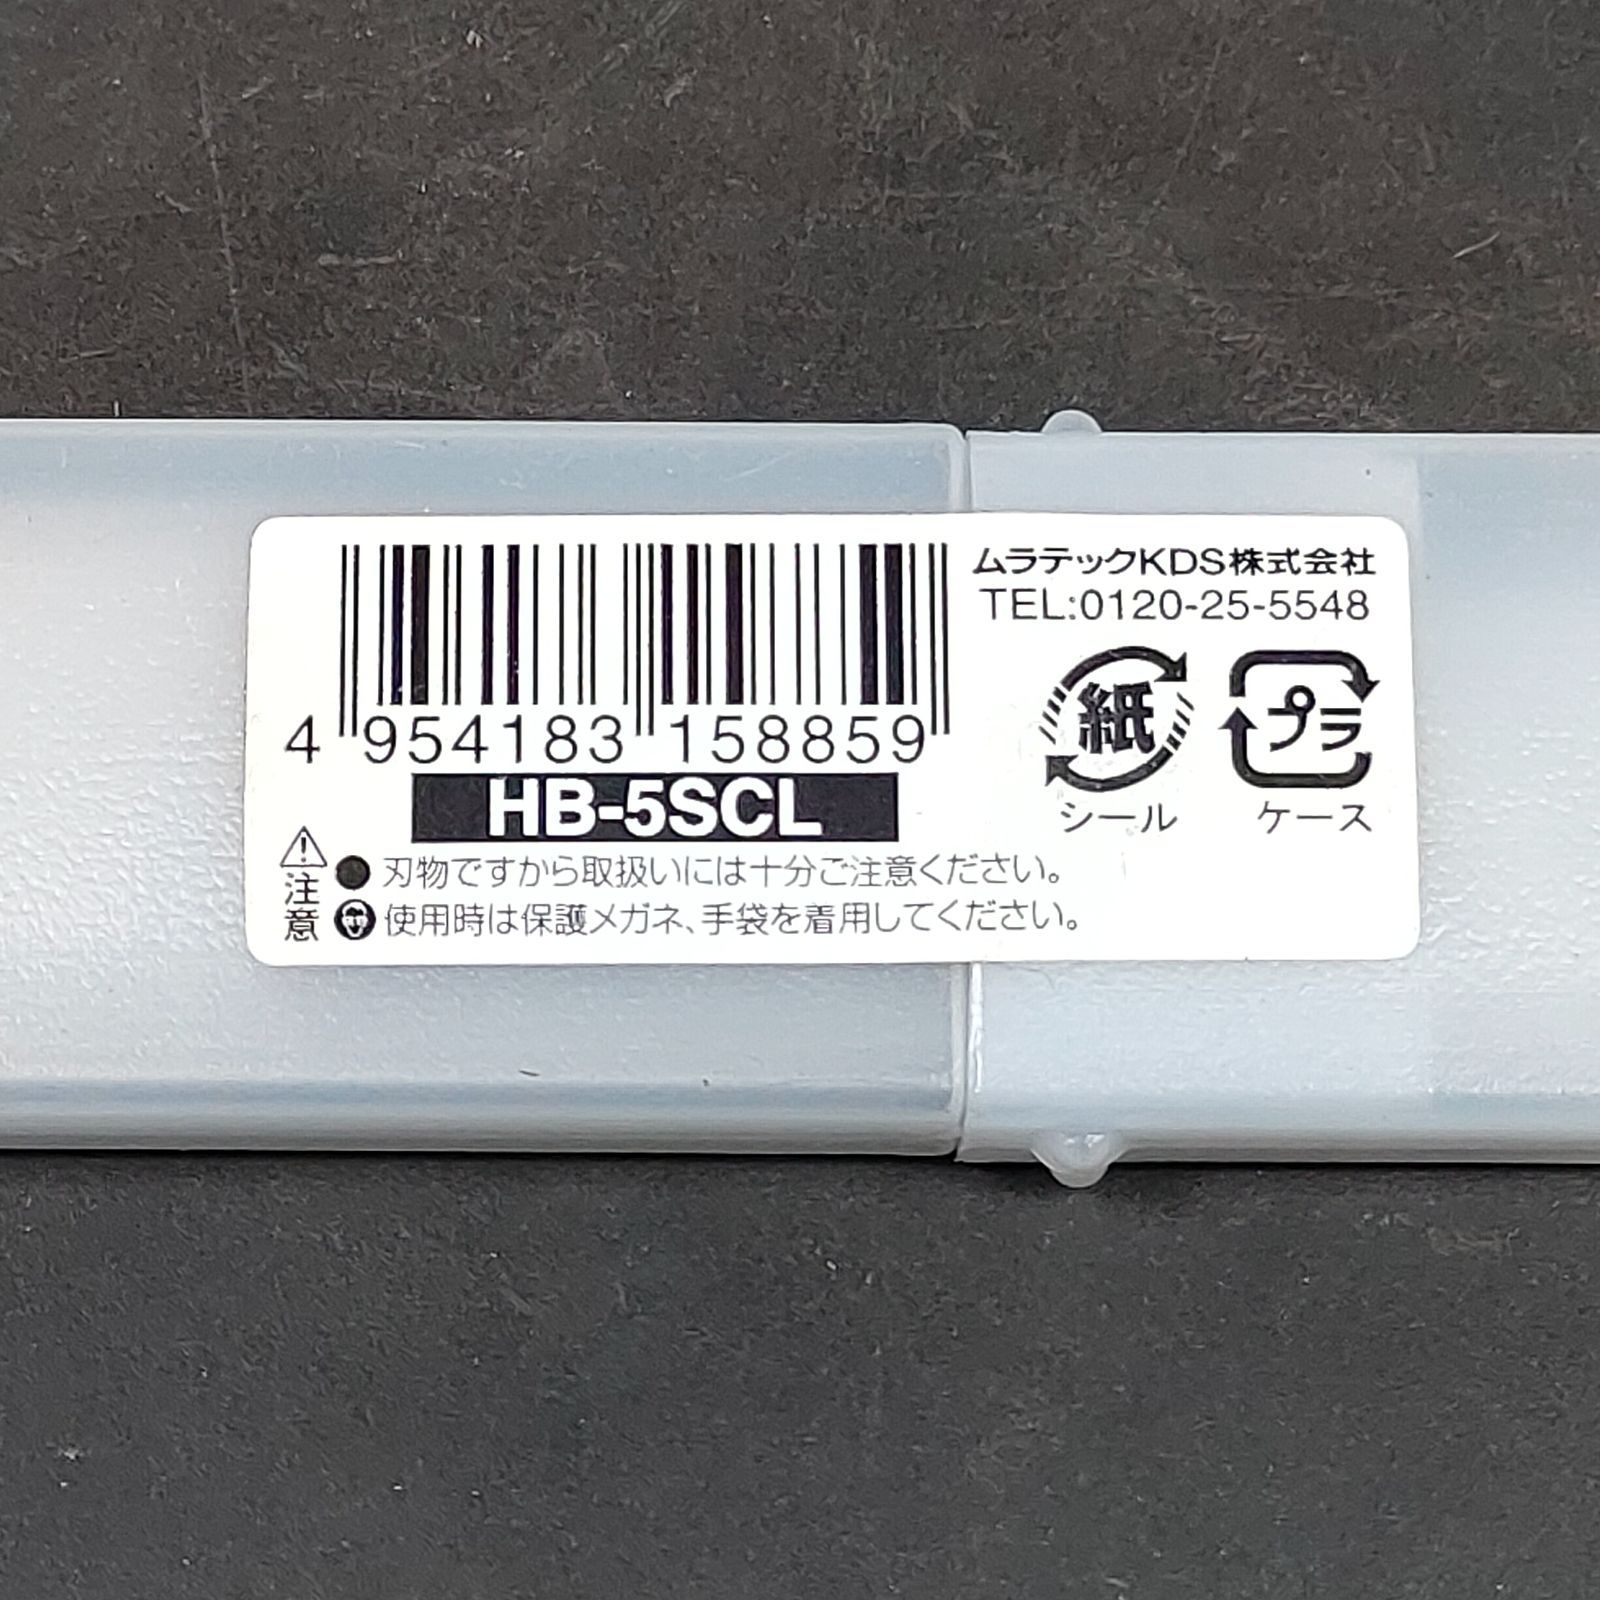 ムラテックKDS株式会社
TEL:0120-25-5548
4 954183 158859
HB-5SCL
紙
シール
プラ
ケース
注意
刃物ですから取扱いには十分ご注意ください。
使用時は保護メガネ、手袋を着用してください。